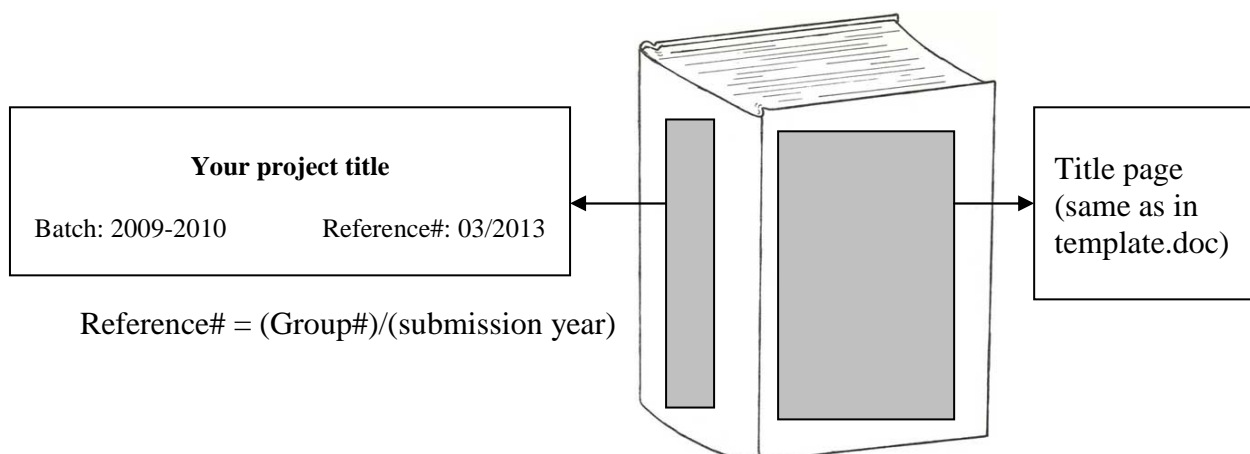 Your project title
Batch: 2009-2010 Reference#: 03/2013
Reference# = (Group#)/(submission year)
Title page
(same as in
template.doc)